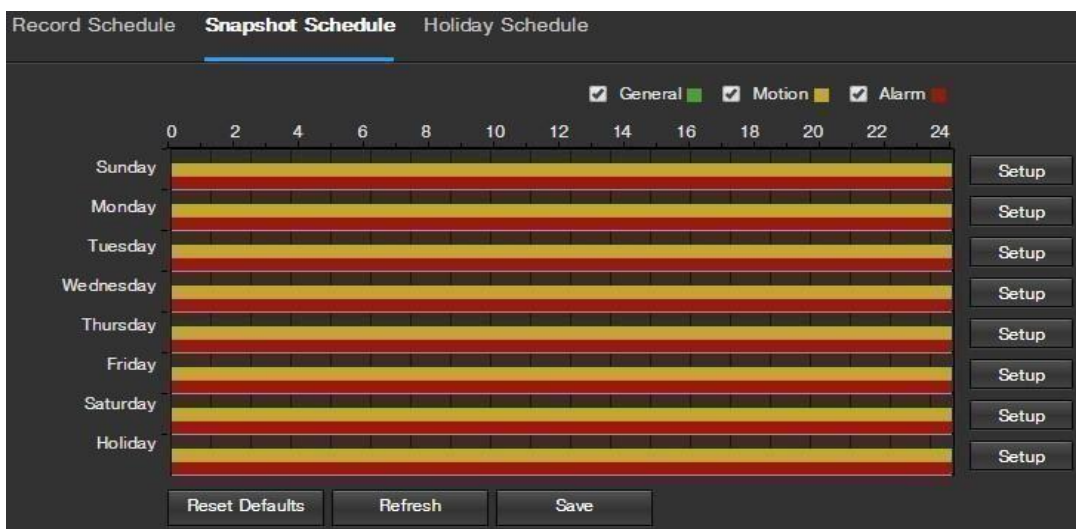 Record Schedule Snapshot Schedule Holiday Schedule
General Motion Alarm
0 2 4 6 8 10 12 14 16 18 20 22 24
Sunday Setup
Monday Setup
Tuesday Setup
Wednesday Setup
Thursday Setup
Friday Setup
Saturday Setup
Holiday Setup
Reset Defaults Refresh Save